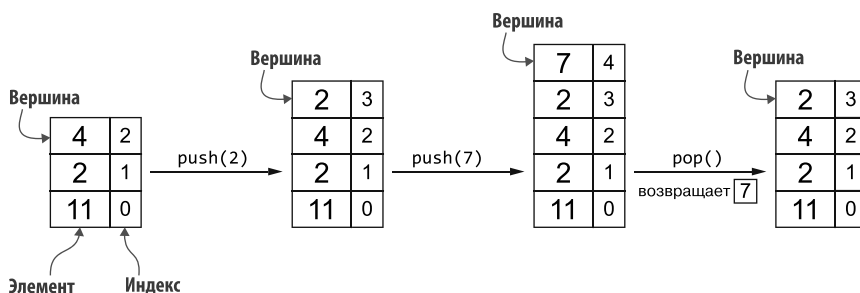 Вершина
4 2
2 1
11 0
Элемент Индекс
push(2)
Вершина
2 3
4 2
2 1
11 0
push(7)
Вершина
7 4
2 3
4 2
2 1
11 0
pop()
возвращает 7
Вершина
2 3
4 2
2 1
11 0